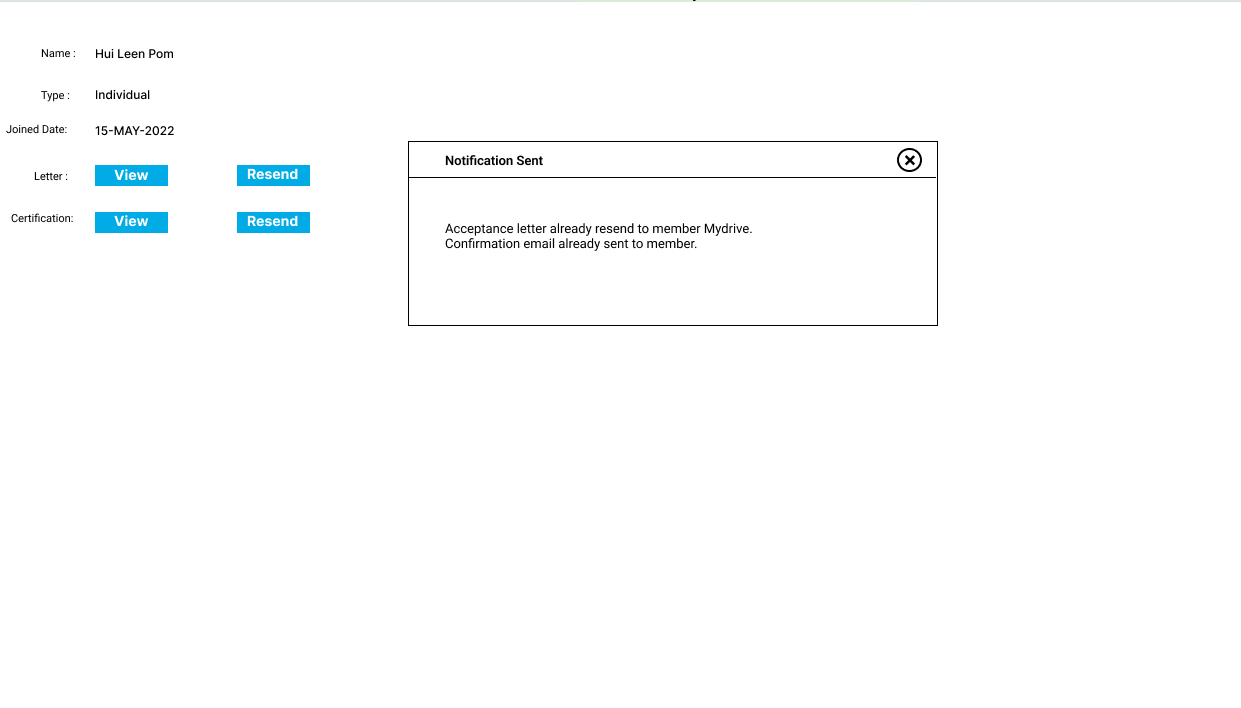 Name : Hui Leen Pom
Type : Individual
Joined Date: 15-MAY-2022
Letter : View Resend
Certification: View Resend
Notification Sent
Acceptance letter already resend to member Mydrive.
Confirmation email already sent to member.